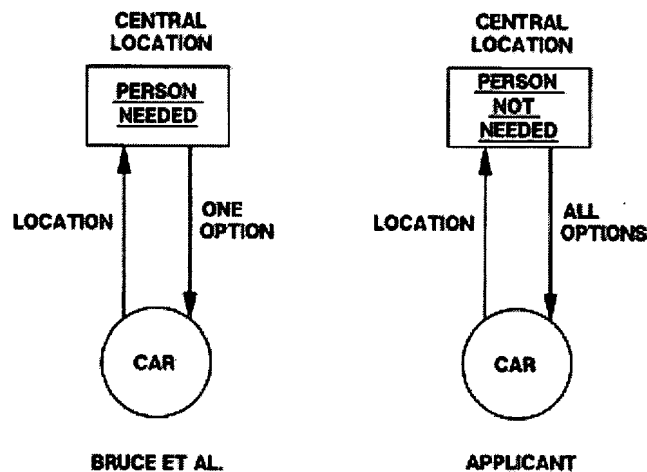 CENTRAL
LOCATION
PERSON
NEEDED
LOCATION
ONE
OPTION
CAR
BRUCE ET AL.
CENTRAL
LOCATION
PERSON
NOT
NEEDED
LOCATION
ALL
OPTIONS
CAR
APPLICANT